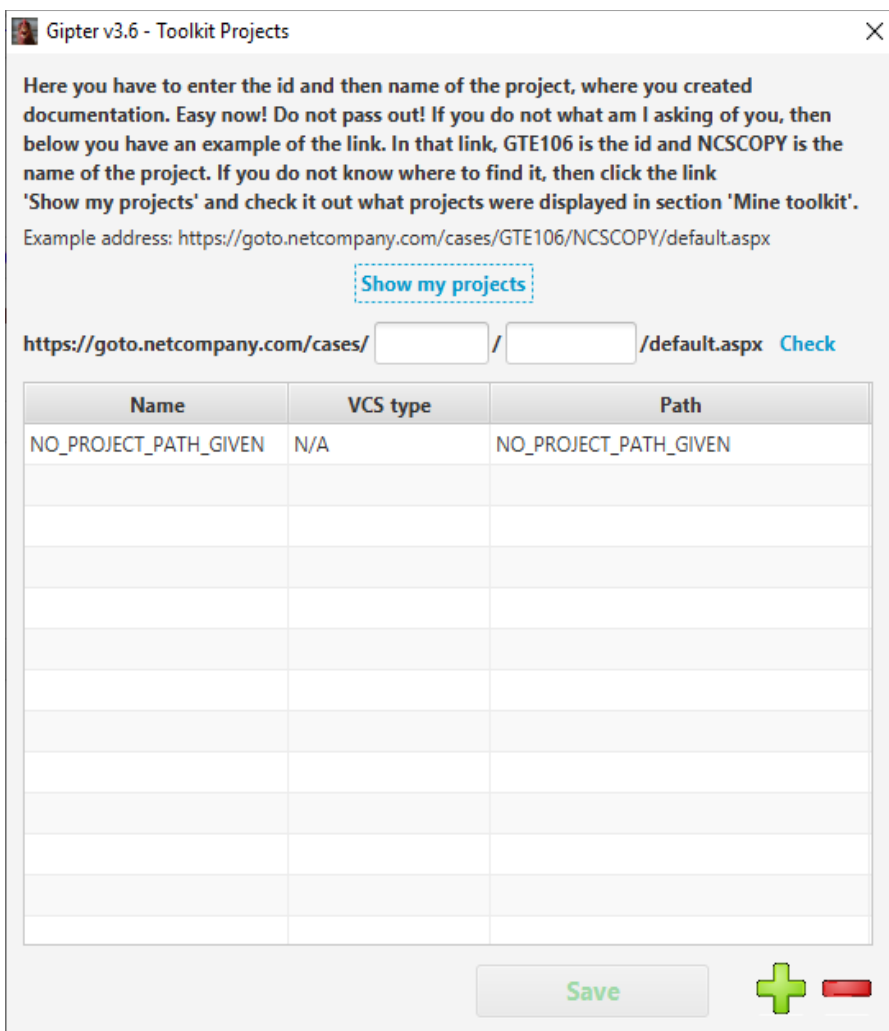 Gipter v3.6 - Toolkit Projects
Here you have to enter the id and then name of the project, where you created
documentation. Easy now! Do not pass out! If you do not what am I asking of you, then
below you have an example of the link. In that link, GTE106 is the id and NCSCOPY is the
name of the project. If you do not know where to find it, then click the link
'Show my projects' and check it out what projects were displayed in section 'Mine toolkit'.
Example address: https://goto.netcompany.com/cases/GTE106/NCSCOPY/default.aspx
Show my projects
https://goto.netcompany.com/cases/ / /default.aspx Check
Name VCS type Path
NO_PROJECT_PATH_GIVEN N/A NO_PROJECT_PATH_GIVEN
Save